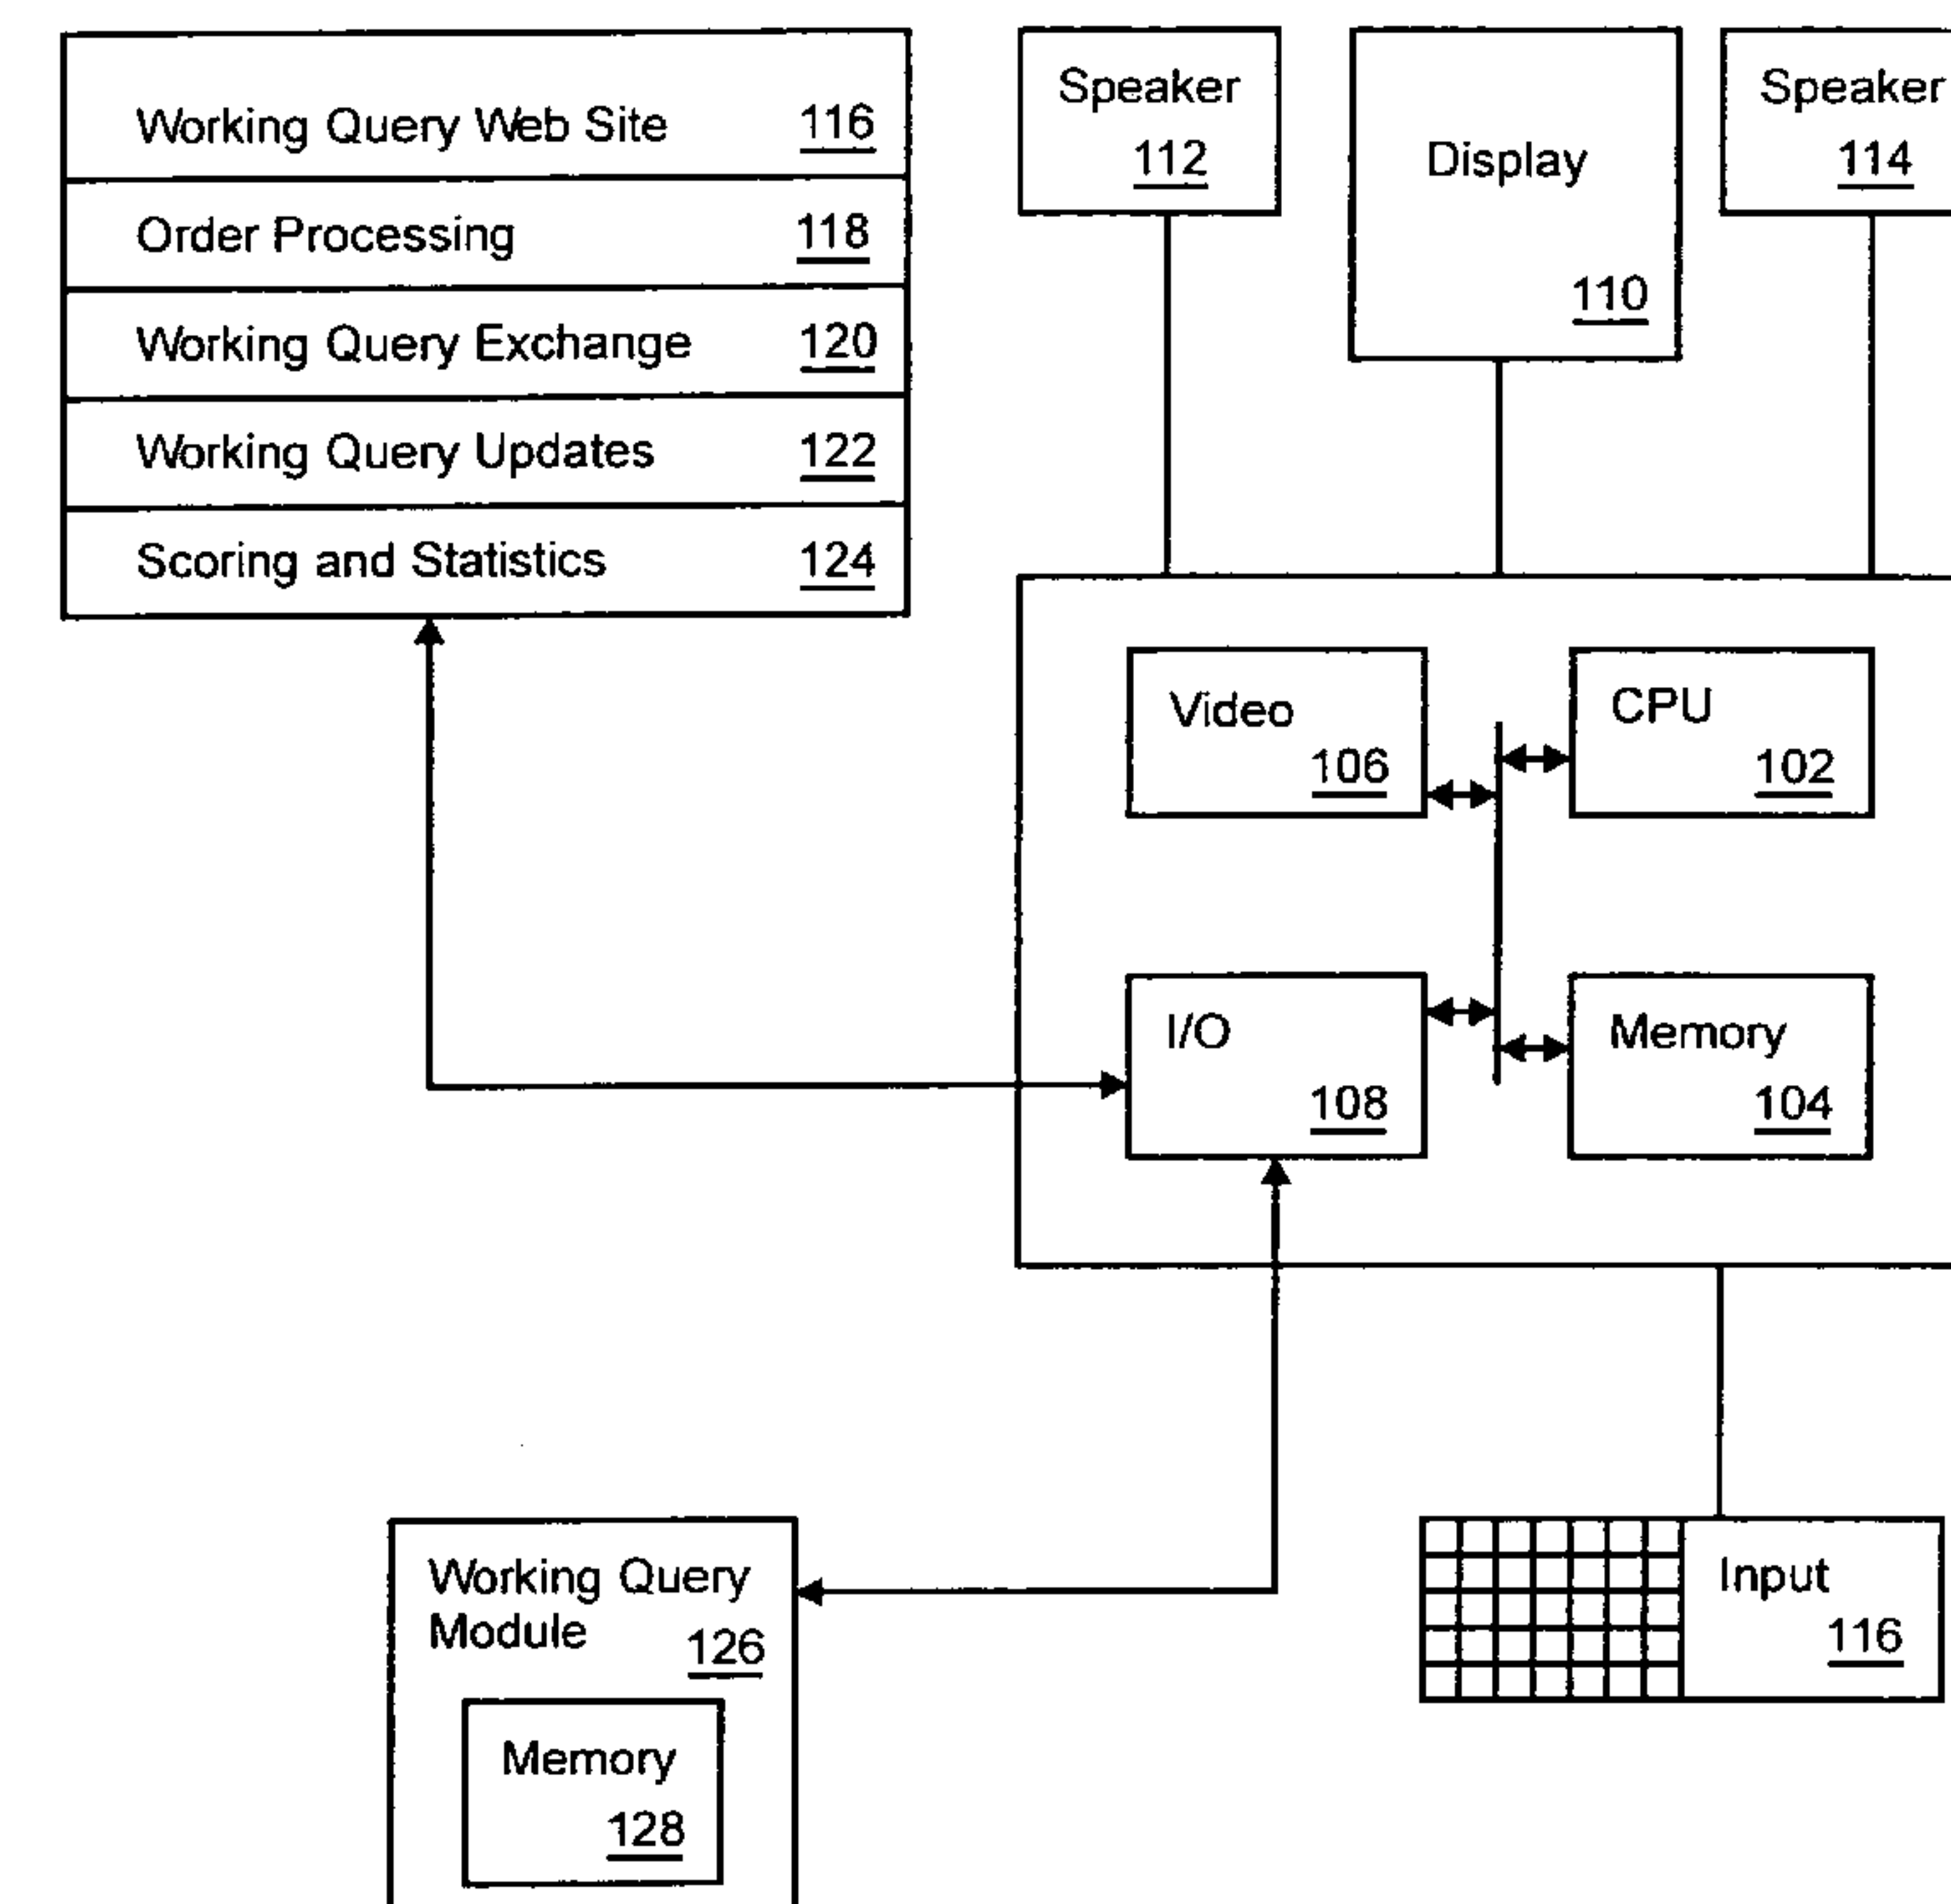 Working Query Web Site 116
Order Processing 118
Working Query Exchange 120
Working Query Updates 122
Scoring and Statistics 124
Speaker
112
Display
110
Speaker
114
Video
106
CPU
102
I/O
108
Memory
104
Working Query
Module
126
Memory
128
Input
116